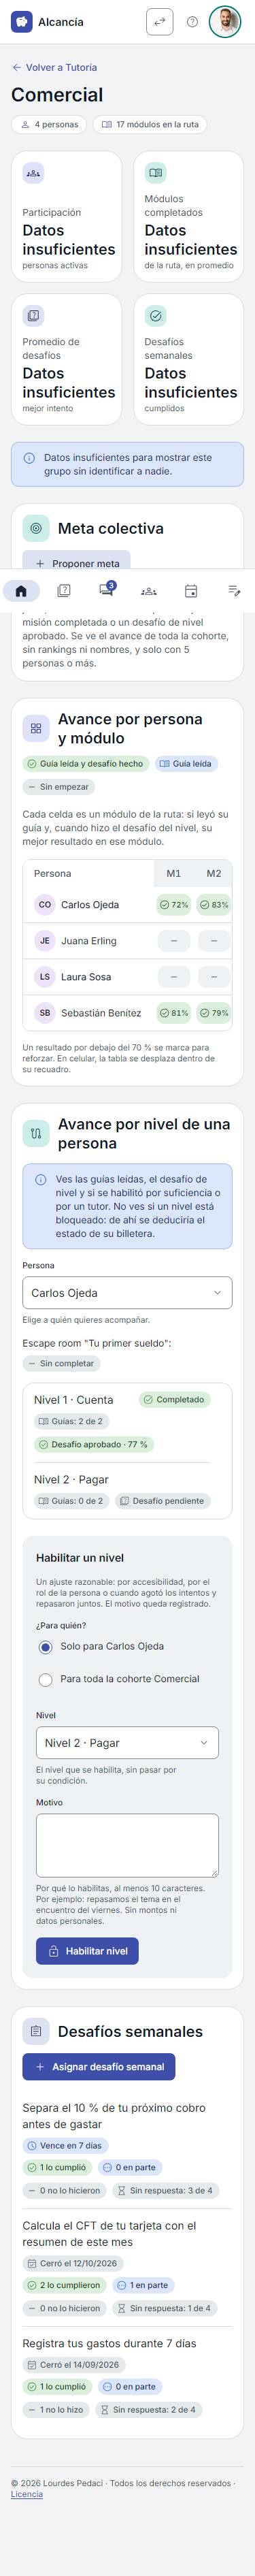 Alcancía
Volver a Tutoría
Comercial
4 personas
17 módulos en la ruta
Participación
Datos
insuficientes
personas activas
Módulos
completados
Datos
insuficientes
de la ruta, en promedio
Promedio de
desafíos
Datos
insuficientes
mejor intento
Desafíos
semanales
Datos
insuficientes
cumplidos
Datos insuficientes para mostrar este
grupo sin identificar a nadie.
Meta colectiva
Proponer meta
3
misión completada o un desafío de nivel
aprobado. Se ve el avance de toda la cohorte,
sin rankings ni nombres, y solo con 5
personas o más.
Avance por persona
y módulo
Guía leída y desafío hecho
Guía leída
Sin empezar
Cada celda es un módulo de la ruta: si leyó su
guía y, cuando hizo el desafío del nivel, su
mejor resultado en ese módulo.
Persona M1 M2
CO Carlos Ojeda 72% 83%
JE Juana Erling – –
LS Laura Sosa – –
SB Sebastián Benítez 81% 79%
Un resultado por debajo del 70 % se marca para
reforzar. En celular, la tabla se desplaza dentro de
su recuadro.
Avance por nivel de una
persona
Ves las guías leídas, el desafío de
nivel y si se habilitó por suficiencia o
por un tutor. No ves si un nivel está
bloqueado: de ahí se deduciría el
estado de su billetera.
Persona
Carlos Ojeda
Elige a quién quieres acompañar.
Escape room "Tu primer sueldo":
Sin completar
Nivel 1 · Cuenta
Completado
Guías: 2 de 2
Desafío aprobado · 77 %
Nivel 2 · Pagar
Guías: 0 de 2
Desafío pendiente
Habilitar un nivel
Un ajuste razonable: por accesibilidad, por el
rol de la persona o cuando agotó los intentos y
repasaron juntos. El motivo queda registrado.
¿Para quién?
Solo para Carlos Ojeda
Para toda la cohorte Comercial
Nivel
Nivel 2 · Pagar
El nivel que se habilita, sin pasar por
su condición.
Motivo
Por qué lo habilitas, al menos 10 caracteres.
Por ejemplo: repasamos el tema en el
encuentro del viernes. Sin montos ni
datos personales.
Habilitar nivel
Desafíos semanales
Asignar desafío semanal
Separa el 10 % de tu próximo cobro
antes de gastar
Vence en 7 días
1 lo cumplió
0 en parte
0 no lo hicieron
Sin respuesta: 3 de 4
Calcula el CFT de tu tarjeta con el
resumen de este mes
Cerró el 12/10/2026
2 lo cumplieron
1 en parte
0 no lo hicieron
Sin respuesta: 1 de 4
Registra tus gastos durante 7 días
Cerró el 14/09/2026
1 lo cumplió
0 en parte
1 no lo hizo
Sin respuesta: 2 de 4
© 2026 Lourdes Pedaci · Todos los derechos reservados ·
Licencia